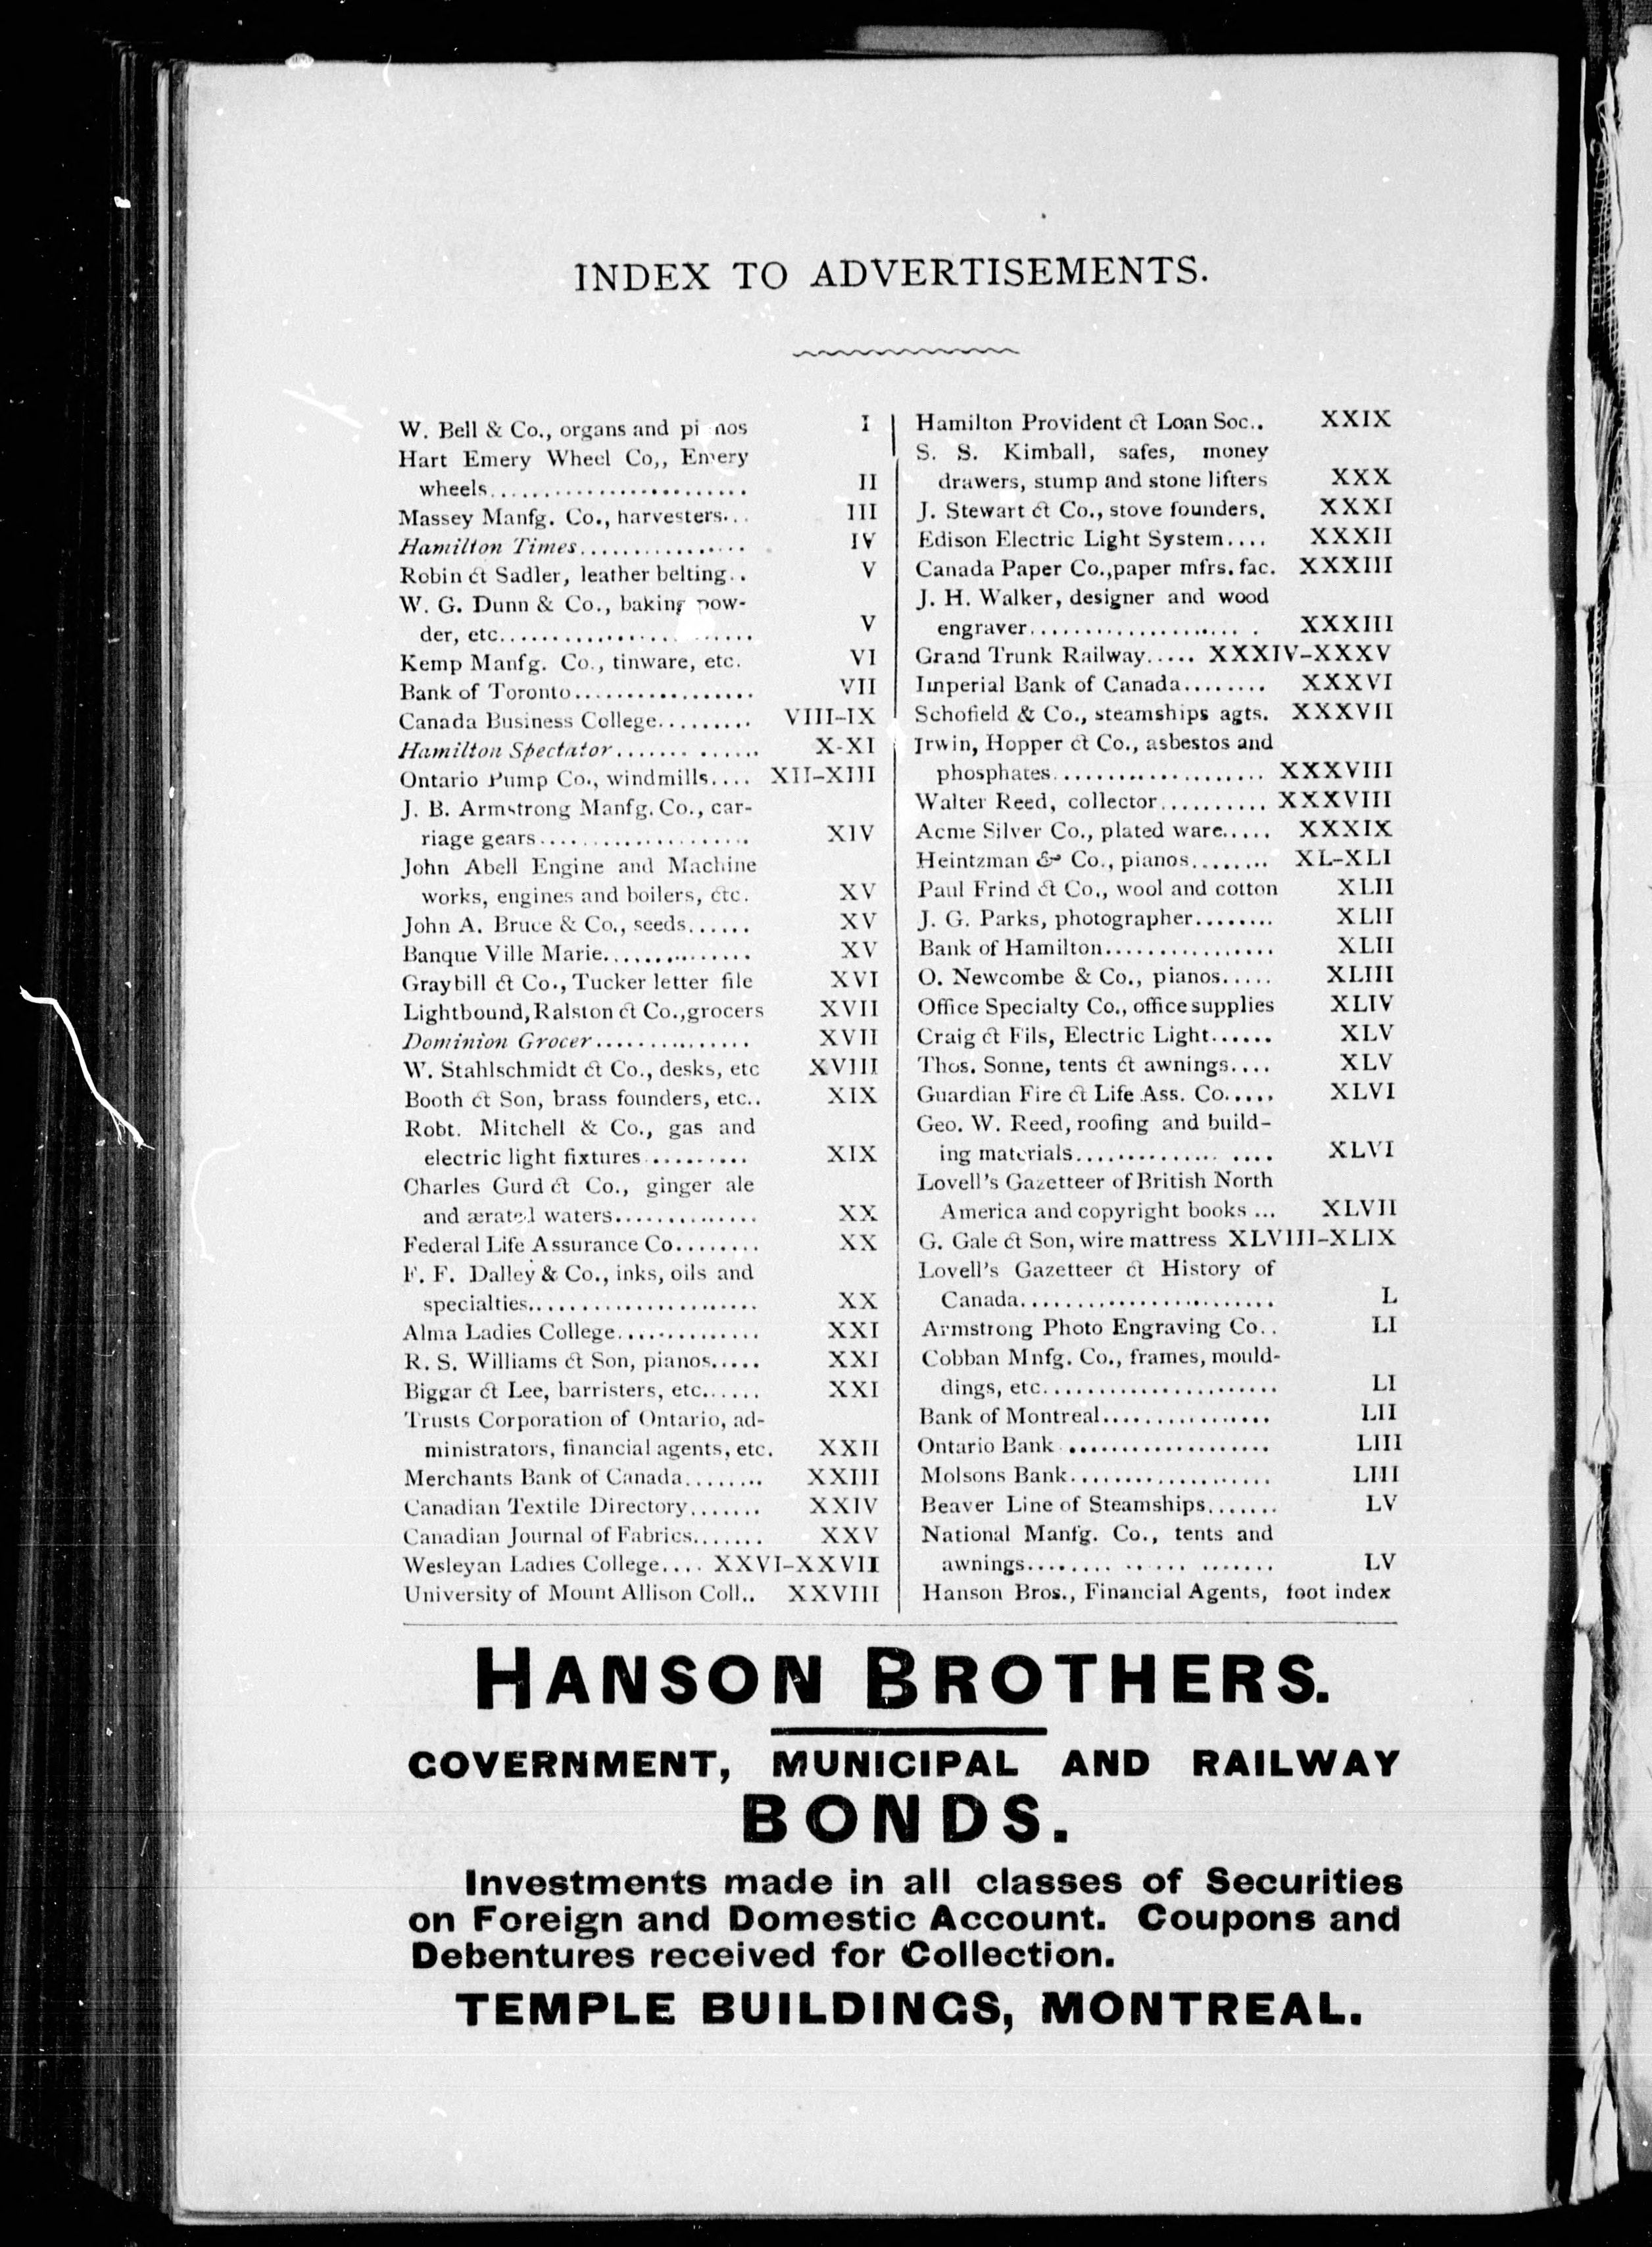 INDEX TO ADVERTISEMENTS.
W. Bell & Co., organs and pi nos I
Hart Emery Wheel Co,, Emery
wheels........................ II
Massey Manfg. Co., harvesters... III
Hamilton Times................ IV
Robin & Sadler, leather belting.. V
W. G. Dunn & Co., baking pow-
der, etc........................ V
Kemp Manfg. Co., tinware, etc. VI
Bank of Toronto................. VII
Canada Business College......... VIII-IX
Hamilton Spectator............. X-XI
Ontario Pump Co., windmills.... XII-XIII
J. B. Armstrong Manfg. Co., car-
riage gears.................... XIV
John Abell Engine and Machine
works, engines and boilers, etc. XV
John A. Bruce & Co., seeds...... XV
Banque Ville Marie.............. XV
Graybill & Co., Tucker letter file XVI
Lightbound, Ralston & Co., grocers XVII
Dominion Grocer............... XVII
W. Stahlschmidt & Co., desks, etc XVIII
Booth & Son, brass founders, etc.. XIX
Robt. Mitchell & Co., gas and
electric light fixtures.......... XIX
Charles Gurd & Co., ginger ale
and ærated waters.............. XX
Federal Life Assurance Co........ XX
F. F. Dalley & Co., inks, oils and
specialties...................... XX
Alma Ladies College.............. XXI
R. S. Williams & Son, pianos..... XXI
Biggar & Lee, barristers, etc...... XXI
Trusts Corporation of Ontario, ad-
ministrators, financial agents, etc. XXII
Merchants Bank of Canada........ XXIII
Canadian Textile Directory....... XXIV
Canadian Journal of Fabrics....... XXV
Wesleyan Ladies College.... XXVI-XXVII
University of Mount Allison Coll.. XXVIII
Hamilton Provident & Loan Soc.. XXIX
S. S. Kimball, safes, money
drawers, stump and stone lifters XXX
J. Stewart & Co., stove founders. XXXI
Edison Electric Light System.... XXXII
Canada Paper Co., paper mfrs. fac. XXXIII
J. H. Walker, designer and wood
engraver..................... . XXXIII
Grand Trunk Railway..... XXXIV-XXXV
Imperial Bank of Canada........ XXXVI
Schofield & Co., steamships agts. XXXVII
Irwin, Hopper & Co., asbestos and
phosphates.................... XXXVIII
Walter Reed, collector.......... XXXVIII
Acme Silver Co., plated ware..... XXXIX
Heintzman & Co., pianos........ XL-XLI
Paul Frind & Co., wool and cotton XLII
J. G. Parks, photographer........ XLII
Bank of Hamilton................ XLII
O. Newcombe & Co., pianos..... XLIII
Office Specialty Co., office supplies XLIV
Craig & Fils, Electric Light...... XLV
Thos. Sonne, tents & awnings.... XLV
Guardian Fire & Life Ass. Co..... XLVI
Geo. W. Reed, roofing and build-
ing materials.............. .... XLVI
Lovell's Gazetteer of British North
America and copyright books ... XLVII
G. Gale & Son, wire mattress XLVIII-XLIX
Lovell's Gazetteer & History of
Canada........................ L
Armstrong Photo Engraving Co.. LI
Cobban Mnfg. Co., frames, mould-
dings, etc...................... LI
Bank of Montreal................ LII
Ontario Bank ................... LIII
Molsons Bank................... LIII
Beaver Line of Steamships....... LV
National Manfg. Co., tents and
awnings........ ...... ....... LV
Hanson Bros., Financial Agents, foot index
HANSON BROTHERS.
GOVERNMENT, MUNICIPAL AND RAILWAY
BONDS.
Investments made in all classes of Securities
on Foreign and Domestic Account. Coupons and
Debentures received for Collection.
TEMPLE BUILDINGS, MONTREAL.